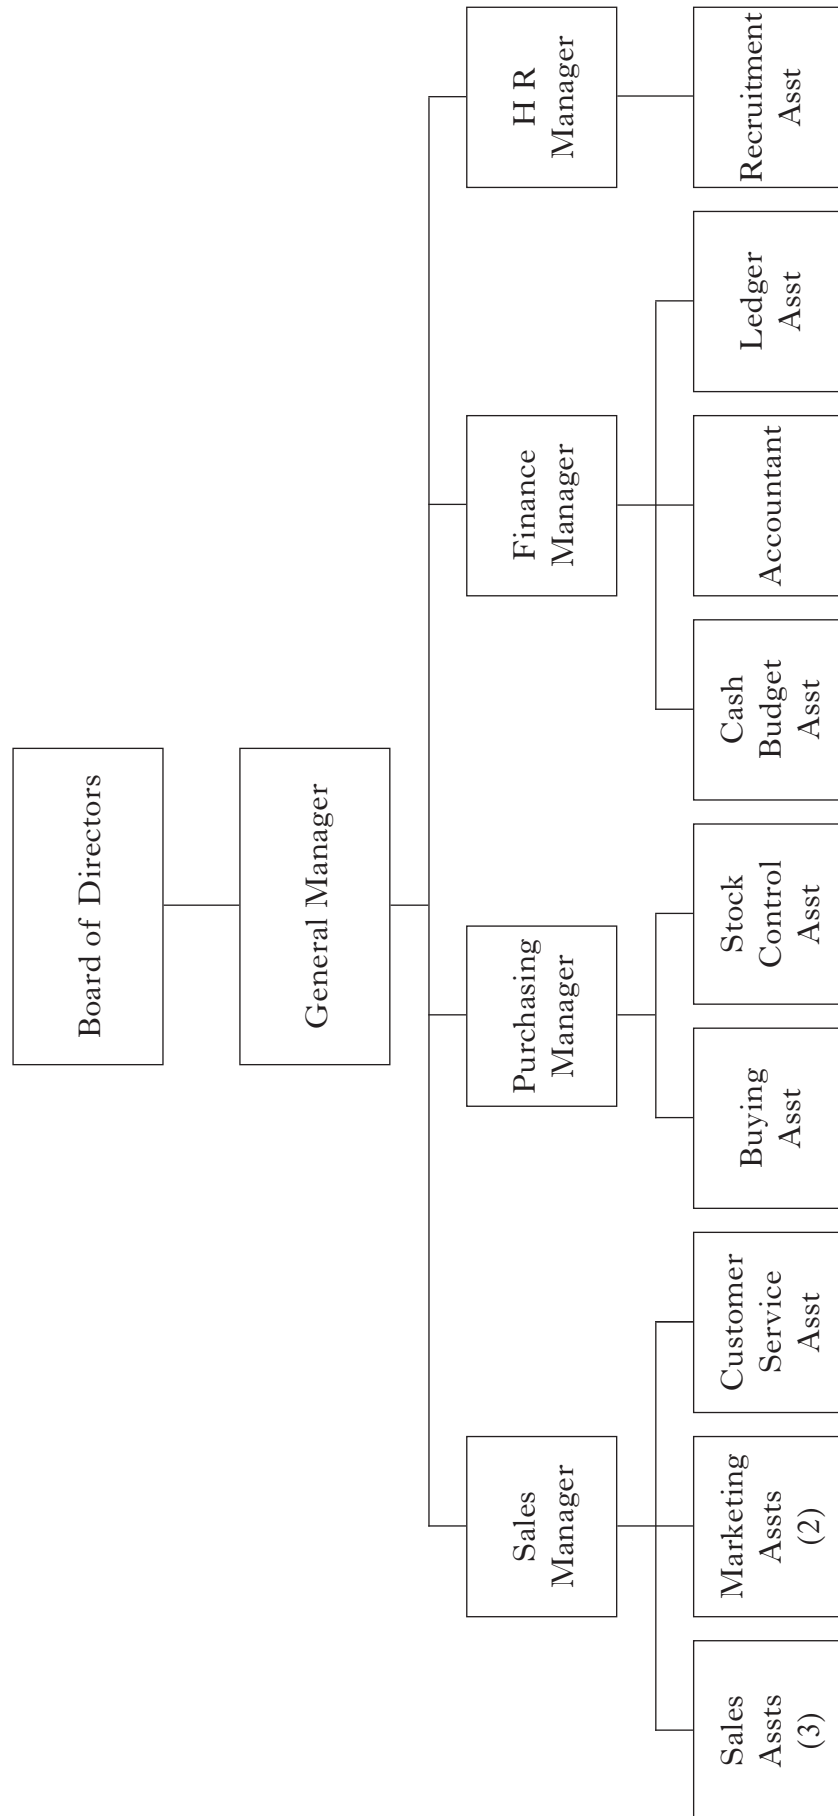 Board of Directors
General Manager
Sales
Manager
Purchasing
Manager
Finance
Manager
H R
Manager
Sales
Assts
(3)
Marketing
Assts
(2)
Customer
Service
Asst
Buying
Asst
Stock
Control
Asst
Cash
Budget
Asst
Accountant
Ledger
Asst
Recruitment
Asst